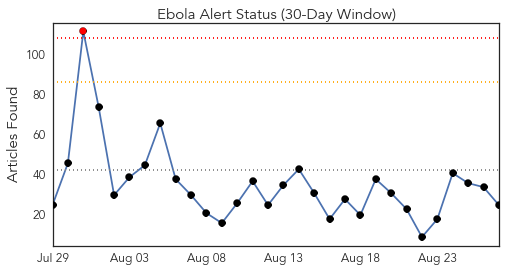 Ebola Alert Status (30-Day Window)
Articles Found
100
80
60
40
20
Jul 29 Aug 03 Aug 08 Aug 13 Aug 18 Aug 23